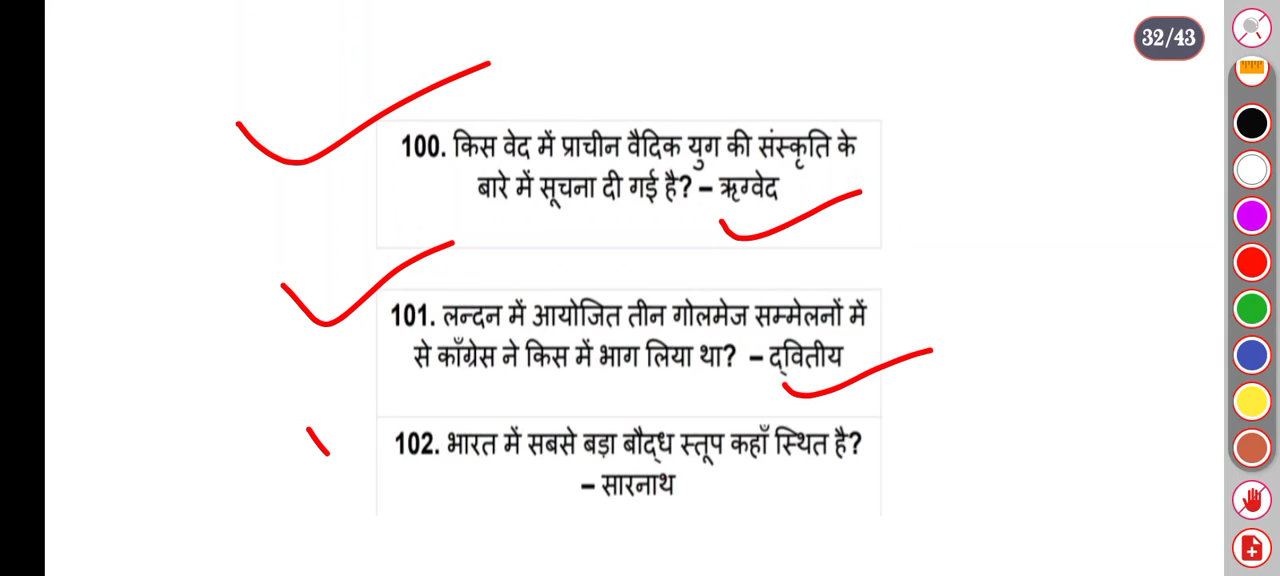 32/43
100. किस वेद में प्राचीन वैदिक युग की संस्कृति के
बारे में सूचना दी गई है? – ऋग्वेद
101. लन्दन में आयोजित तीन गोलमेज सम्मेलनों में
से काँग्रेस ने किस में भाग लिया था? – द्वितीय
102. भारत में सबसे बड़ा बौद्ध स्तूप कहाँ स्थित है?
– सारनाथ